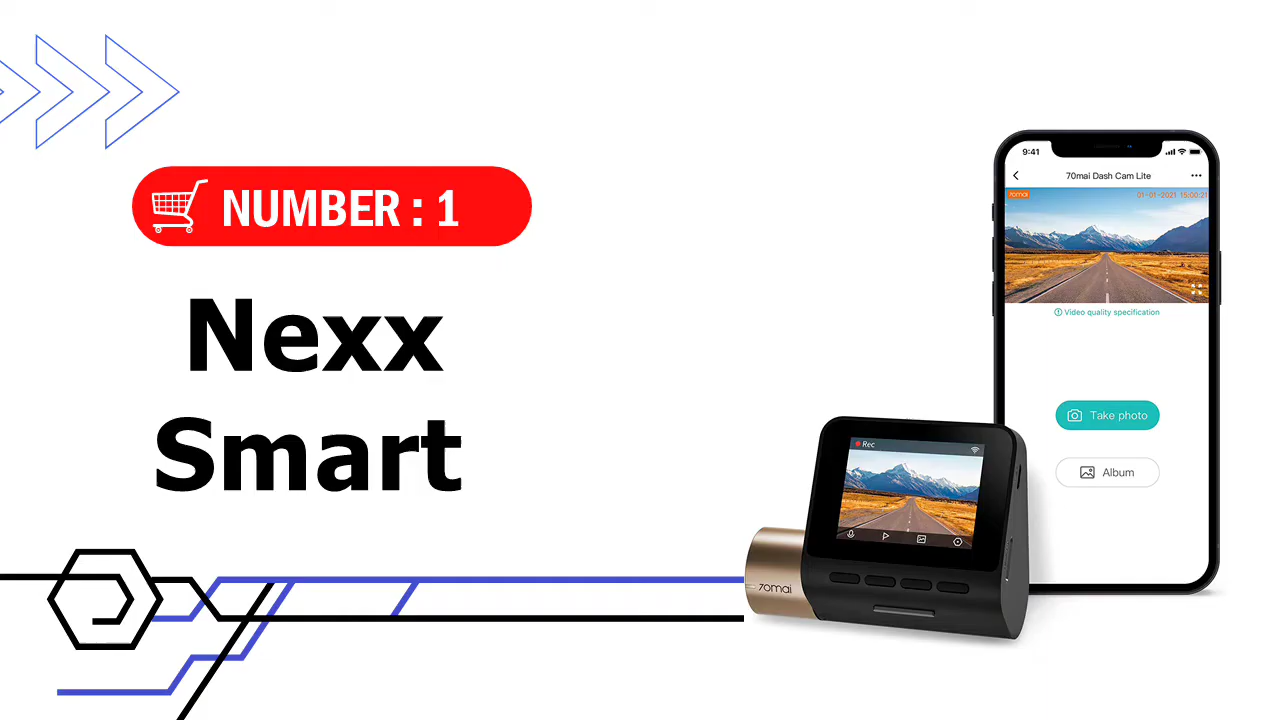 NUMBER : 1
Nexx
Smart
9:41
70mai Dash Cam Lite
70mai
01-01-2021 15:00:21
Video quality specification
Take photo
Album
Rec
70mai